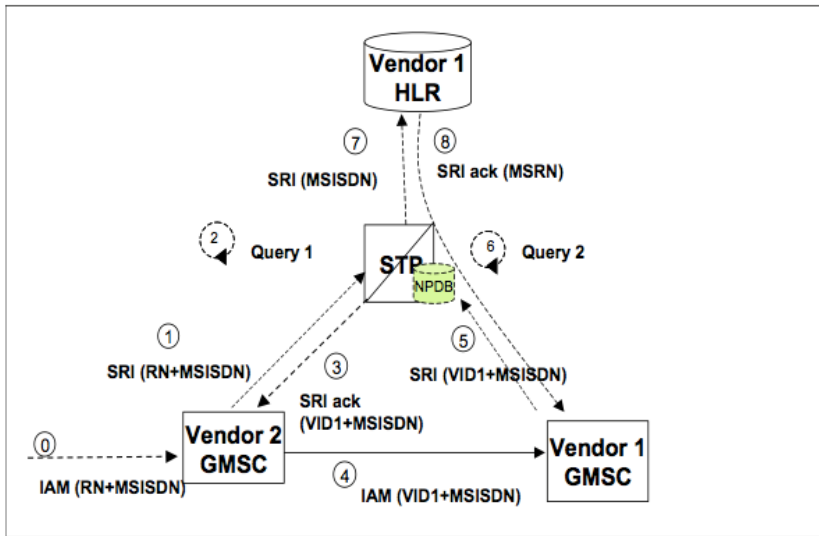 Vendor 1
HLR
7
8
SRI (MSISDN)
SRI ack (MSRN)
2
Query 1
6
Query 2
STP
NPDB
1
SRI (RN+MSISDN)
3
SRI ack
(VID1+MSISDN)
5
SRI (VID1+MSISDN)
0
IAM (RN+MSISDN)
Vendor 2
GMSC
4
IAM (VID1+MSISDN)
Vendor 1
GMSC